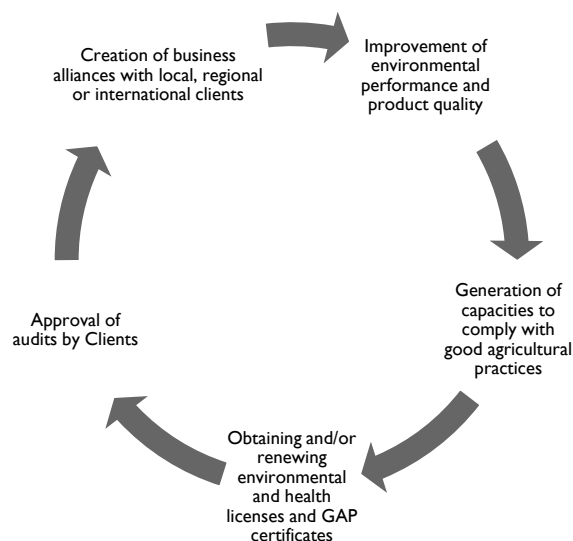 Creation of business
alliances with local, regional
or international clients
Improvement of
environmental
performance and
product quality
Generation of
capacities to
comply with
good agricultural
practices
Obtaining and/or
renewing
environmental
and health
licenses and GAP
certificates
Approval of
audits by Clients